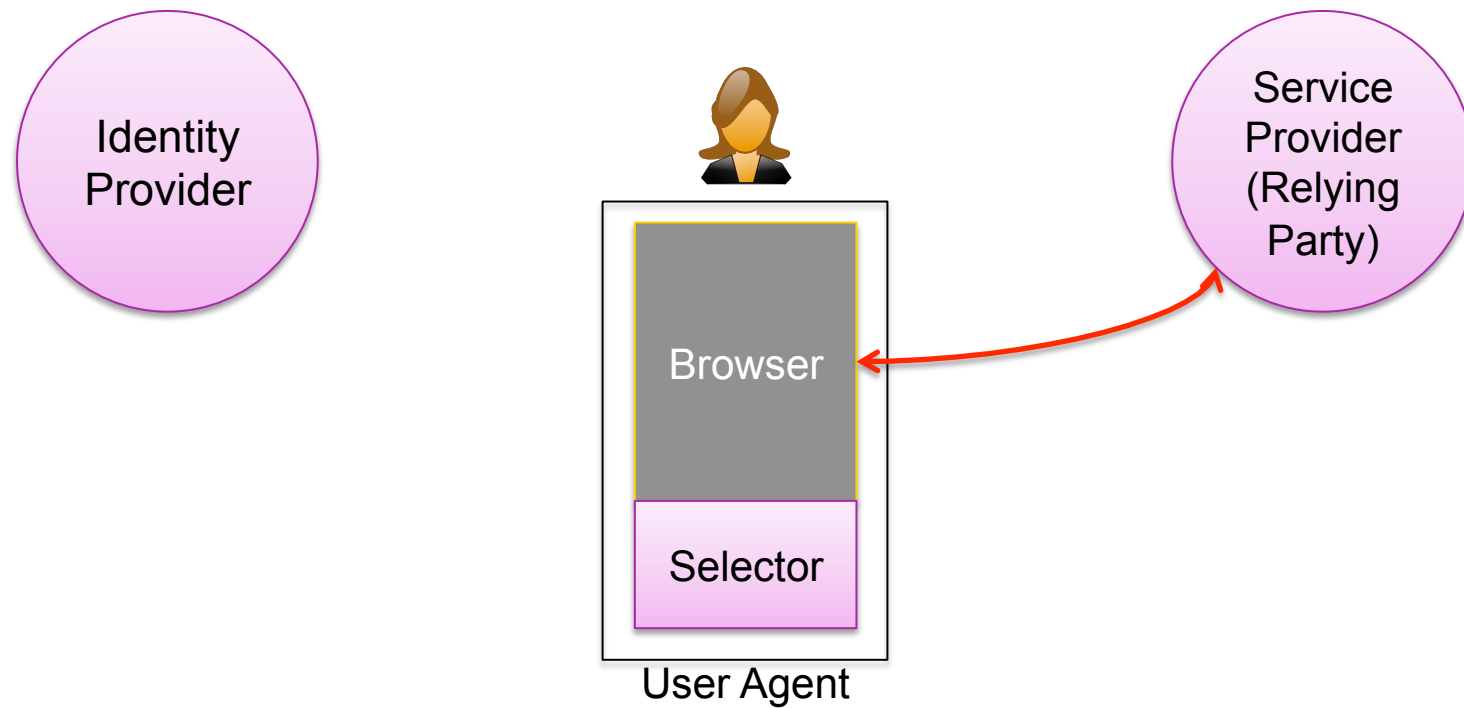 Identity
Provider
Service
Provider
(Relying
Party)
Browser
Selector
User Agent